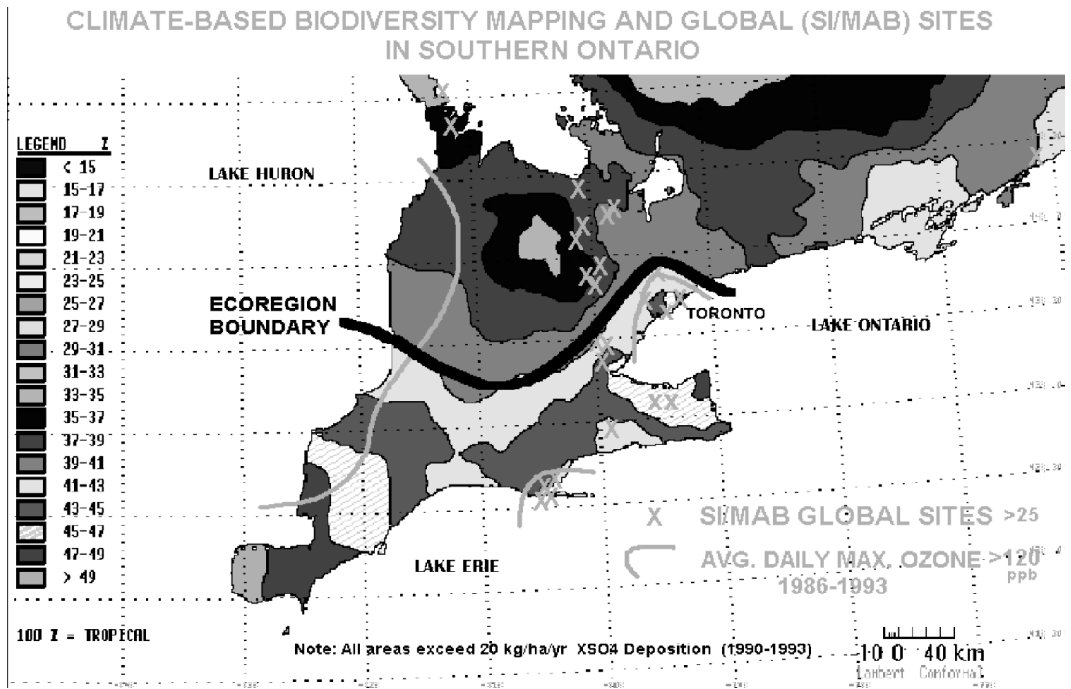 CLIMATE-BASED BIODIVERSITY MAPPING AND GLOBAL (SI/MAB) SITES
IN SOUTHERN ONTARIO
LEGEND Z
< 15
15-17
17-19
19-21
21-23
23-25
25-27
27-29
29-31
31-33
33-35
35-37
37-39
39-41
41-43
43-45
45-47
47-49
> 49
100 Z = TROPICAL
LAKE HURON
ECOREGION
BOUNDARY
TORONTO
LAKE ONTARIO
LAKE ERIE
X SI/MAB GLOBAL SITES >25
AVG. DAILY MAX, OZONE >120
ppb
1986-1993
Note: All areas exceed 20 kg/ha/yr XSO4 Deposition (1990-1993)
10 0 40 km
Lambert Conformal